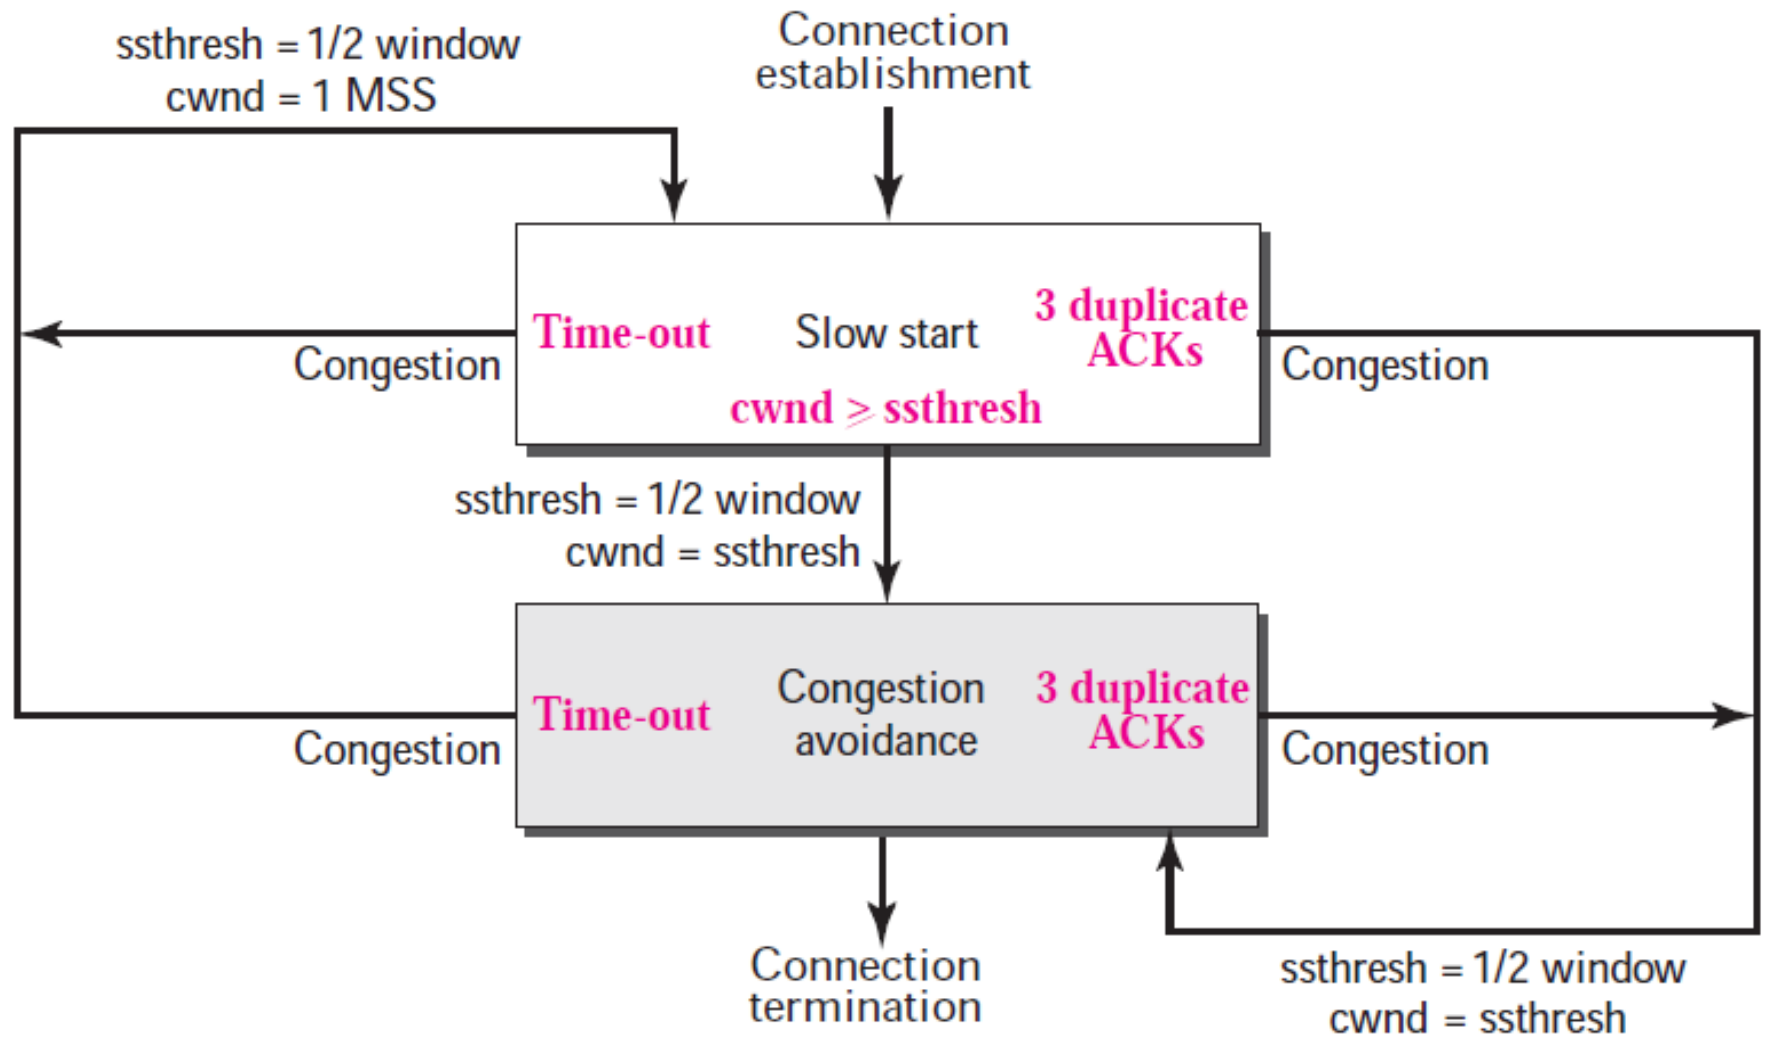 ssthresh = 1/2 window
cwnd = 1 MSS
Connection
establishment
Time-out
Slow start
3 duplicate
ACKs
cwnd ≥ ssthresh
Congestion
Congestion
ssthresh = 1/2 window
cwnd = ssthresh
Time-out
Congestion
avoidance
3 duplicate
ACKs
Congestion
Congestion
Connection
termination
ssthresh = 1/2 window
cwnd = ssthresh